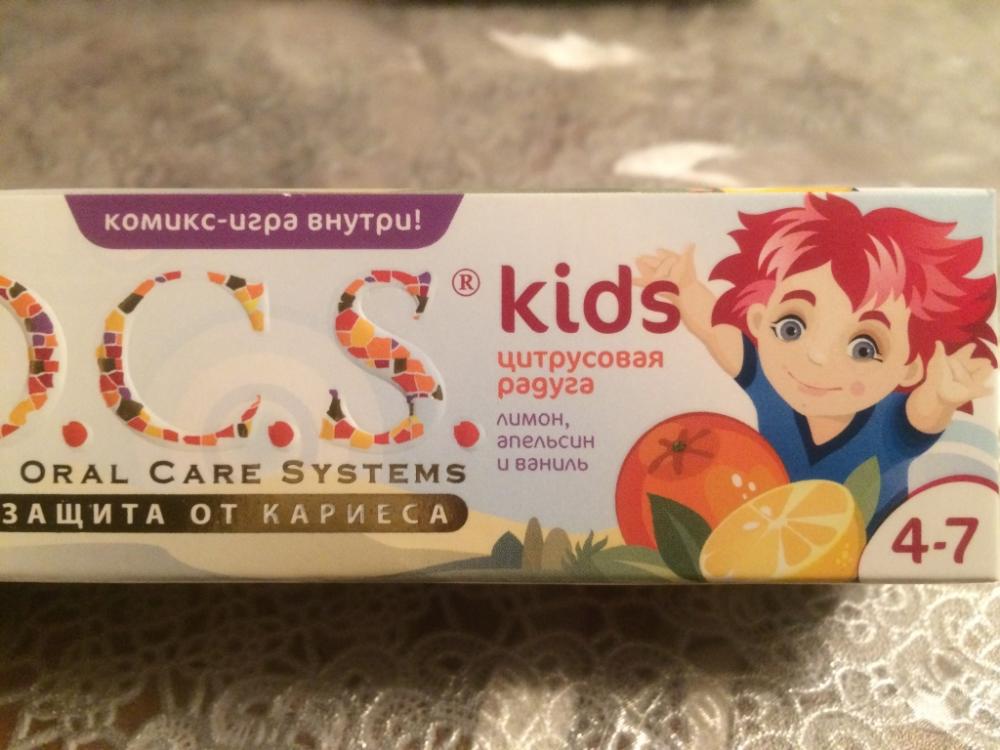 комикс-игра внутри!
.C.S.®
kids
цитрусовая
радуга
лимон,
апельсин
и ваниль
ORAL CARE SYSTEMS
ЗАЩИТА ОТ КАРИЕСА
4-7